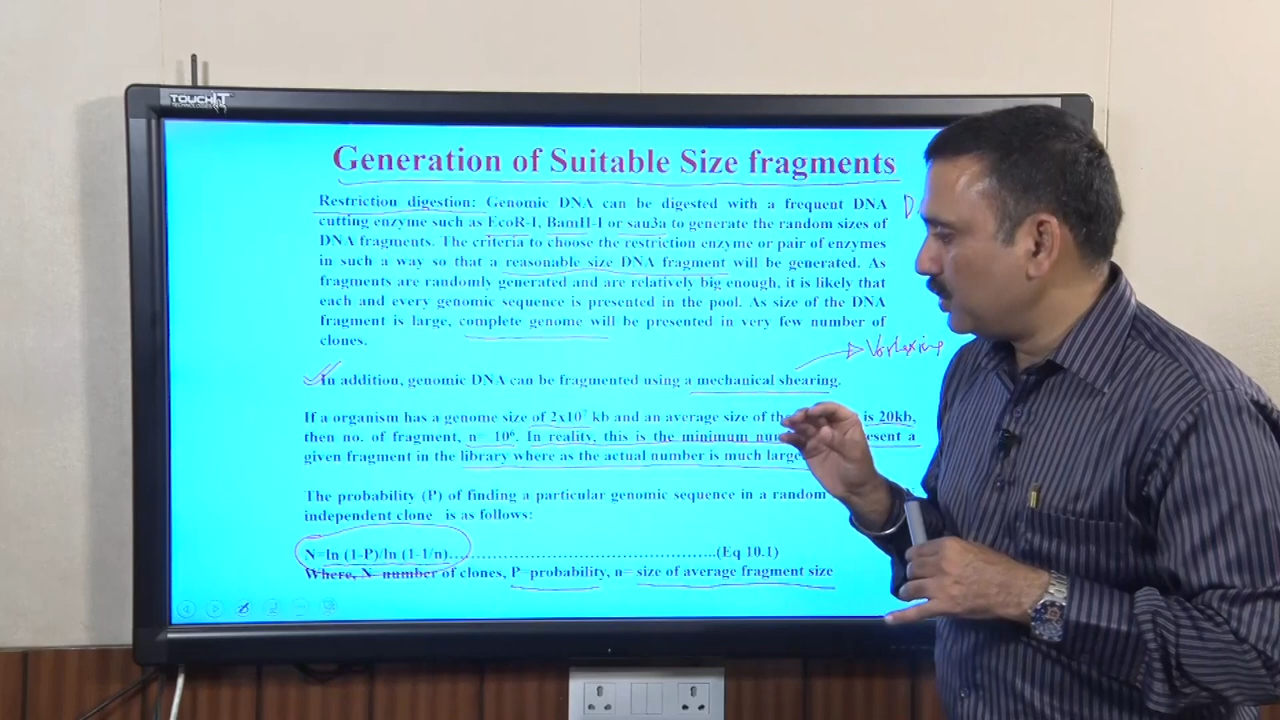 TOUCHIT
TECHNOLOGIES
Generation of Suitable Size fragments
Restriction digestion: Genomic DNA can be digested with a frequent DNA
cutting enzyme such as EcoR-I, BamH-I or sau3a to generate the random sizes of
DNA fragments. The criteria to choose the restriction enzyme or pair of enzymes
in such a way so that a reasonable size DNA fragment will be generated. As
fragments are randomly generated and are relatively big enough, it is likely that
each and every genomic sequence is presented in the pool. As size of the DNA
fragment is large, complete genome will be presented in very few number of
clones.
Vortexing
In addition, genomic DNA can be fragmented using a mechanical shearing.
If a organism has a genome size of 2x10⁷ kb and an average size of the is 20kb,
then no. of fragment, n= 10⁶. In reality, this is the minimum a
given fragment in the library where as the actual number is much
The probability (P) of finding a particular genomic sequence in a random
independent clone is as follows:
N=ln (1-P)/ln (1-1/n)....(Eq 10.1)
Where, N=number of clones, P=probability, n= size of average fragment size